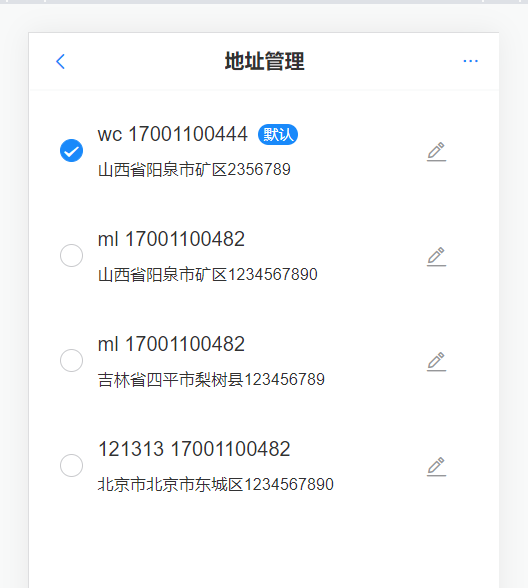 地址管理
wc 17001100444 默认
山西省阳泉市矿区2356789
ml 17001100482
山西省阳泉市矿区1234567890
ml 17001100482
吉林省四平市梨树县123456789
121313 17001100482
北京市北京市东城区1234567890